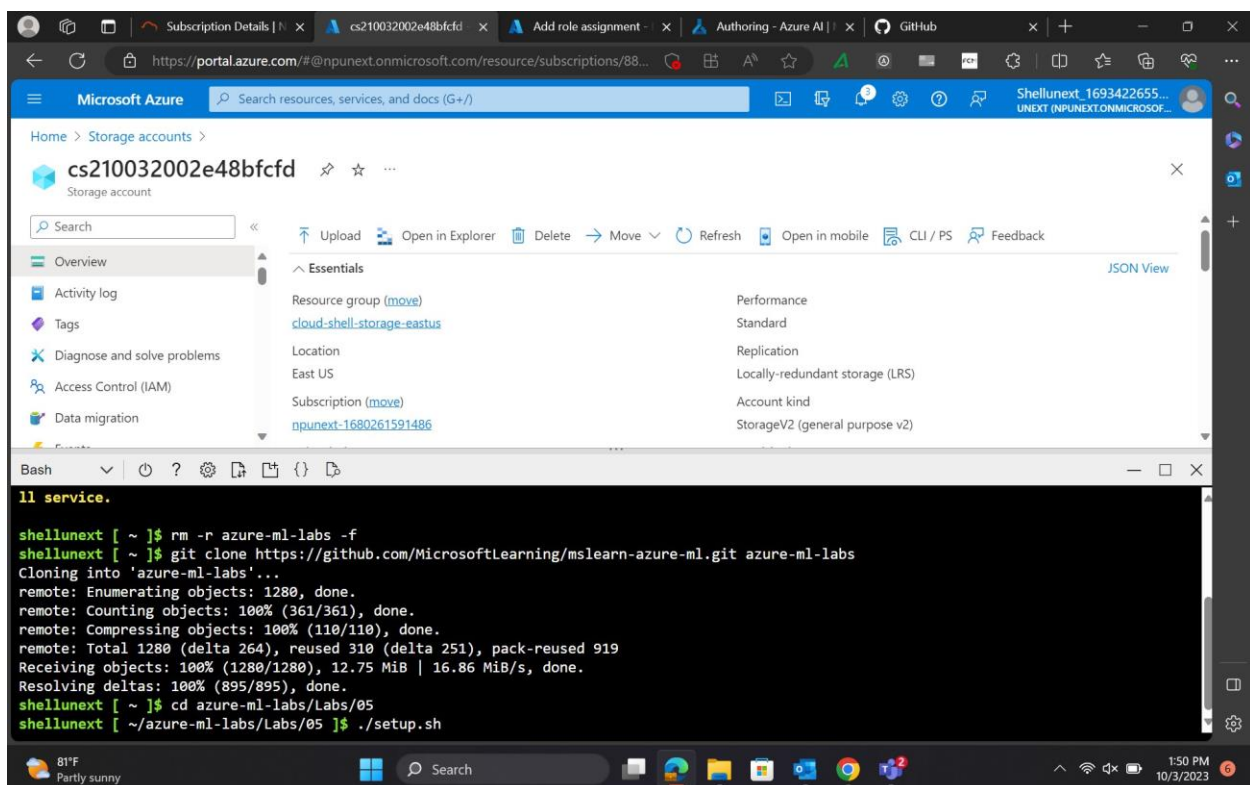 Subscription Details | N
cs210032002e48bfcfd
Add role assignment -
Authoring - Azure AI |
GitHub
https://portal.azure.com/#@npunext.onmicrosoft.com/resource/subscriptions/88...
Microsoft Azure
Search resources, services, and docs (G+/)
3
Shellunext_1693422655...
UNEXT (NPUNEXT.ONMICROSOF...
Home > Storage accounts >
cs210032002e48bfcfd
Storage account
Search
Upload Open in Explorer Delete Move Refresh Open in mobile CLI / PS Feedback
Overview
Activity log
Tags
Diagnose and solve problems
Access Control (IAM)
Data migration
Essentials
JSON View
Resource group (move)
cloud-shell-storage-eastus
Location
East US
Subscription (move)
npunext-1680261591486
Performance
Standard
Replication
Locally-redundant storage (LRS)
Account kind
StorageV2 (general purpose v2)
Bash
ll service.
shellunext [ ~ ]$ rm -r azure-ml-labs -f
shellunext [ ~ ]$ git clone https://github.com/MicrosoftLearning/mslearn-azure-ml.git azure-ml-labs
Cloning into 'azure-ml-labs'...
remote: Enumerating objects: 1280, done.
remote: Counting objects: 100% (361/361), done.
remote: Compressing objects: 100% (110/110), done.
remote: Total 1280 (delta 264), reused 310 (delta 251), pack-reused 919
Receiving objects: 100% (1280/1280), 12.75 MiB | 16.86 MiB/s, done.
Resolving deltas: 100% (895/895), done.
shellunext [ ~ ]$ cd azure-ml-labs/Labs/05
shellunext [ ~/azure-ml-labs/Labs/05 ]$ ./setup.sh
81°F
Partly sunny
Search
2
1:50 PM
10/3/2023
6